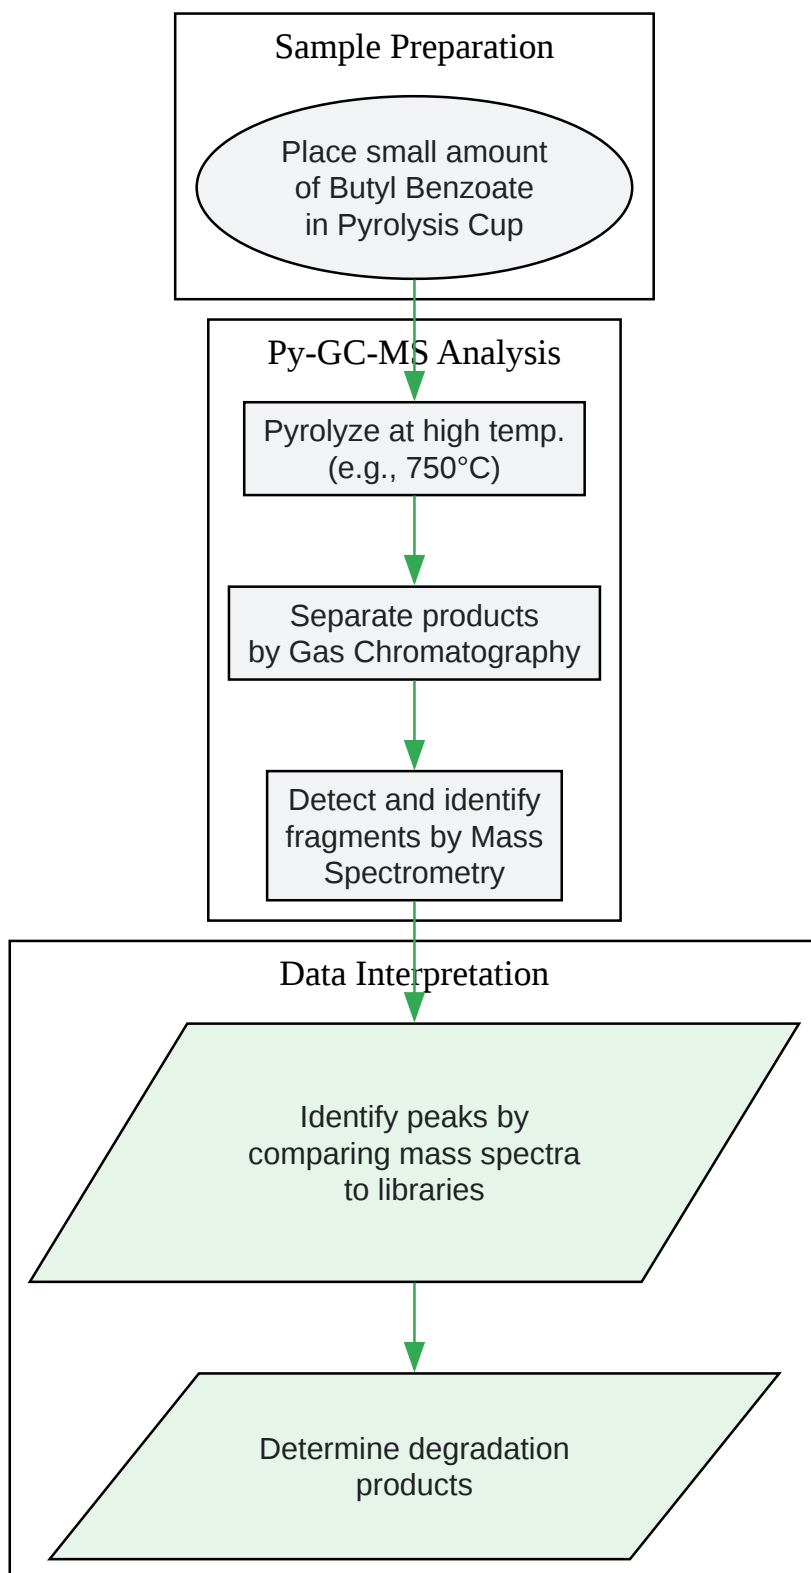 Sample Preparation
Place small amount
of Butyl Benzoate
in Pyrolysis Cup
Py-GC-MS Analysis
Pyrolyze at high temp.
(e.g., 750°C)
Separate products
by Gas Chromatography
Detect and identify
fragments by Mass
Spectrometry
Data Interpretation
Identify peaks by
comparing mass spectra
to libraries
Determine degradation
products